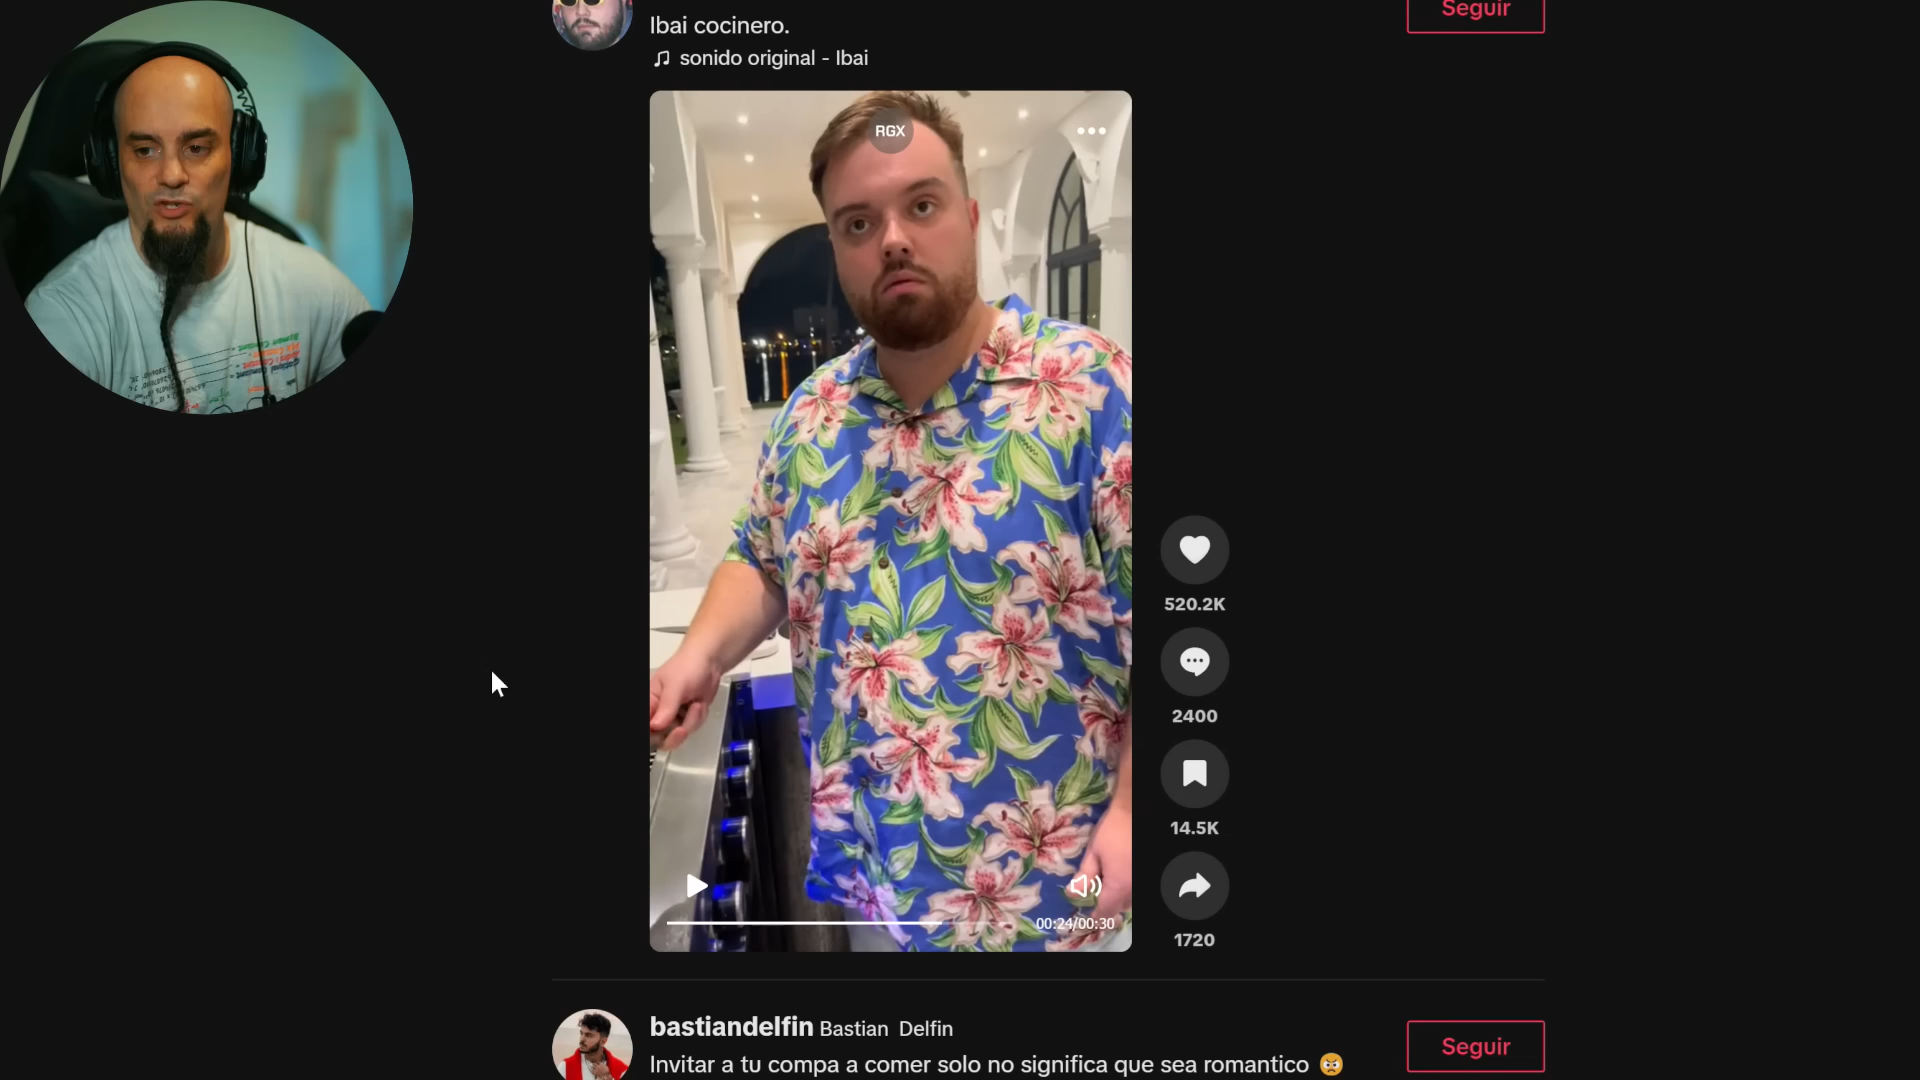 Seguir
Ibai cocinero.
sonido original - Ibai
RGX
520.2K
2400
14.5K
1720
00:24/00:30
bastiandelfin Bastian Delfin
Seguir
Invitar a tu compa a comer solo no significa que sea romantico 😠